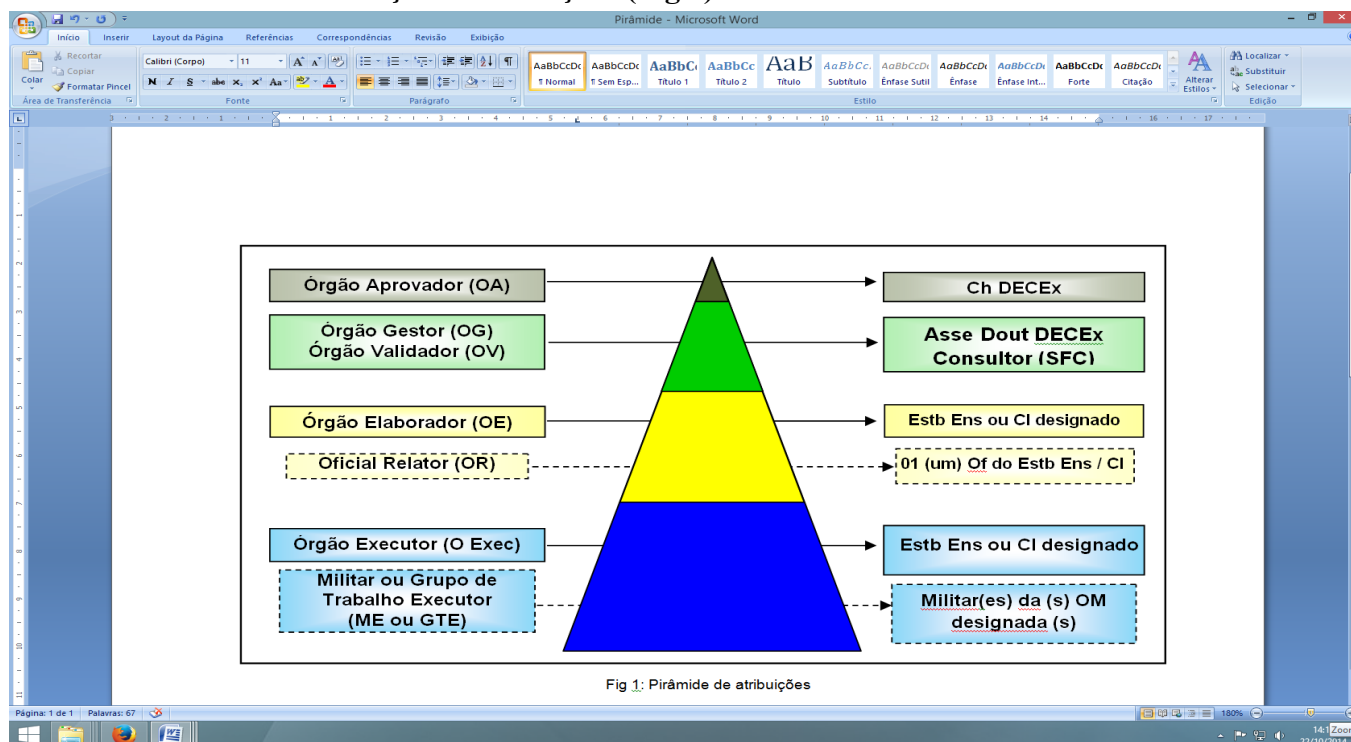 Pirâmide - Microsoft Word
Início Inserir Layout da Página Referências Correspondências Revisão Exibição
Recortar
Copiar
Formatar Pincel
Colar
Área de Transferência
Calibri (Corpo) 11
N I S abe x, x' Aa
Fonte
Parágrafo
AaBbCcDc AaBbCcDc AaBbC AaBbCc AaB AaBbCc. AaBbCcDc AaBbCcDc AaBbCcDc AaBbCcDc AaBbCcDc
¶ Normal ¶ Sem Esp... Título 1 Título 2 Título Subtítulo Ênfase Sutil Ênfase Ênfase Int... Forte Citação
Estilo
Alterar
Estilos
Localizar
Substituir
Selecionar
Edição
Órgão Aprovador (OA)
Ch DECEx
Órgão Gestor (OG)
Órgão Validador (OV)
Asse Dout DECEx
Consultor (SFC)
Órgão Elaborador (OE)
Estb Ens ou CI designado
Oficial Relator (OR)
01 (um) Of do Estb Ens / CI
Órgão Executor (O Exec)
Estb Ens ou CI designado
Militar ou Grupo de
Trabalho Executor
(ME ou GTE)
Militar(es) da (s) OM
designada (s)
Fig 1: Pirâmide de atribuições
Página: 1 de 1 Palavras: 67
180%
Zoor